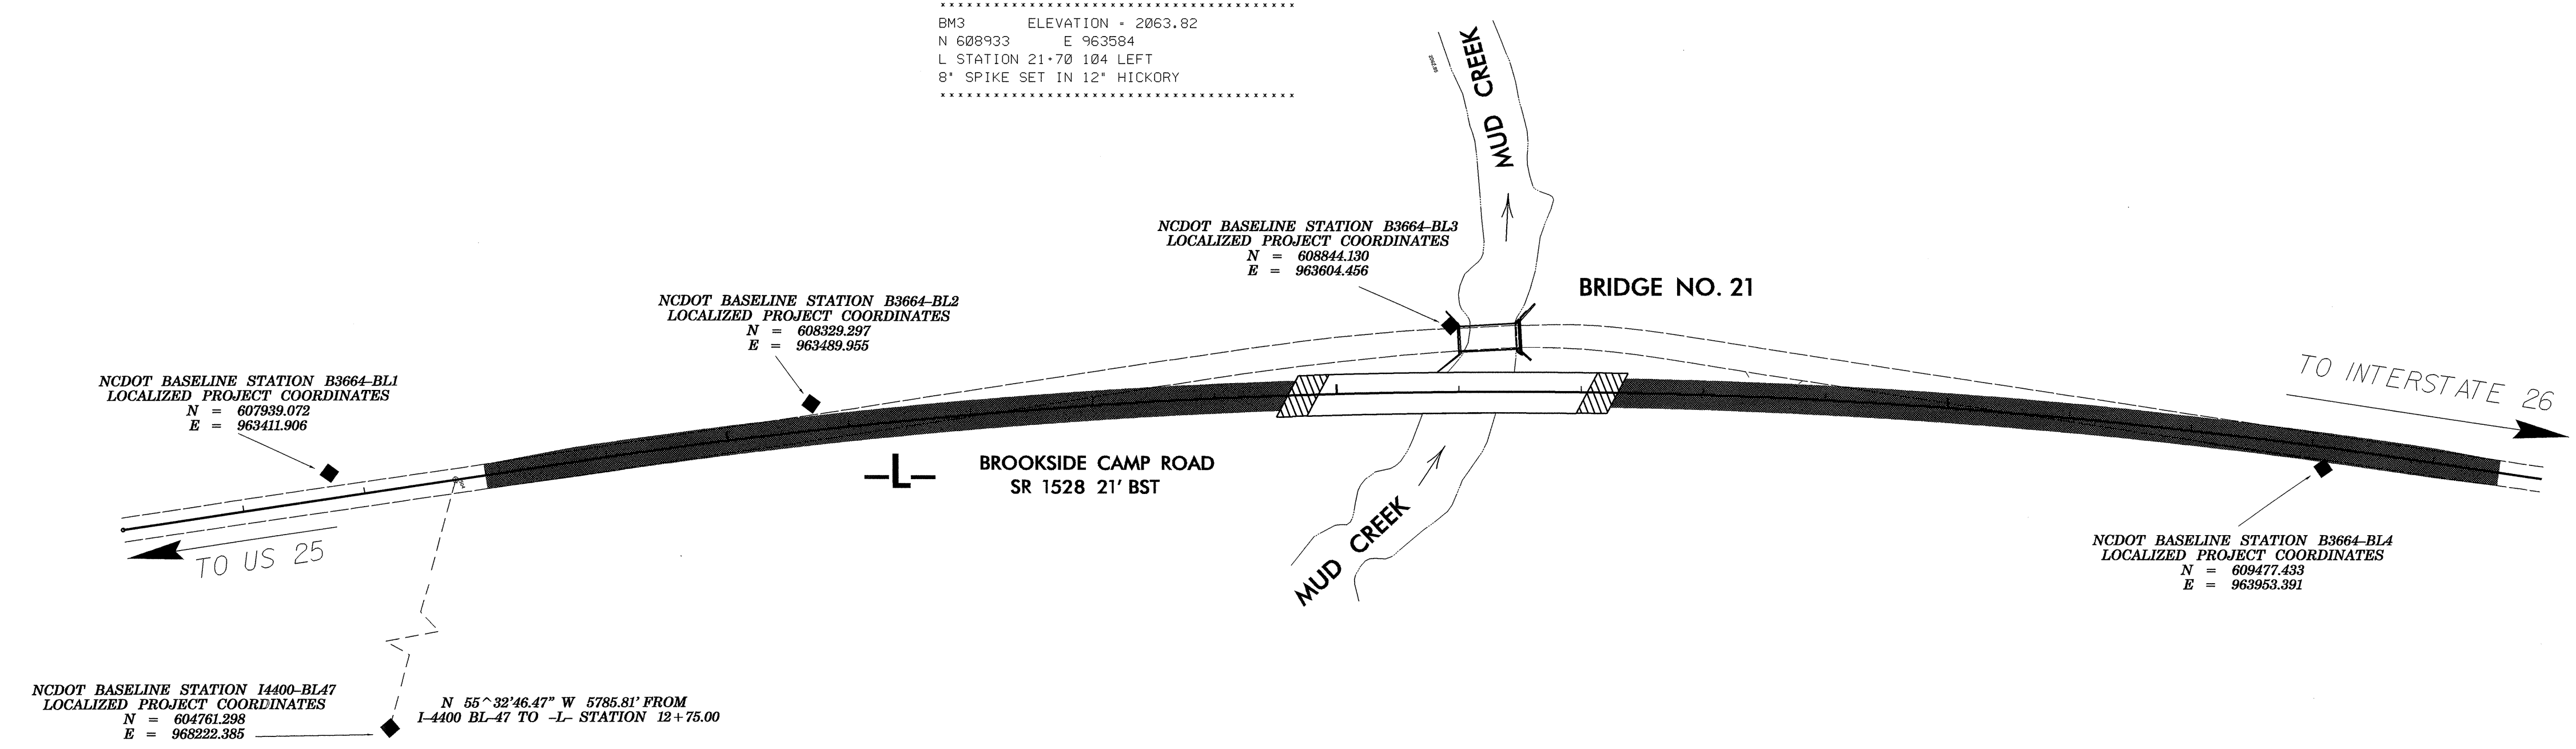 * * * * * * * * * * * * * * * * * * * * * * * * * * * * * * * * * * * * * * *
BM3 ELEVATION = 2063.82
N 608933 E 963584
L STATION 21+70 104 LEFT
8" SPIKE SET IN 12" HICKORY
* * * * * * * * * * * * * * * * * * * * * * * * * * * * * * * * * * * * * * *
MUD CREEK
NCDOT BASELINE STATION B3664-BL3
LOCALIZED PROJECT COORDINATES
N = 608844.130
E = 963604.456
BRIDGE NO. 21
NCDOT BASELINE STATION B3664-BL2
LOCALIZED PROJECT COORDINATES
N = 608329.297
E = 963489.955
NCDOT BASELINE STATION B3664-BL1
LOCALIZED PROJECT COORDINATES
N = 607939.072
E = 963411.906
TO INTERSTATE 26
-L-
BROOKSIDE CAMP ROAD
SR 1528 21' BST
TO US 25
MUD CREEK
NCDOT BASELINE STATION B3664-BL4
LOCALIZED PROJECT COORDINATES
N = 609477.433
E = 963953.391
NCDOT BASELINE STATION I4400-BL47
LOCALIZED PROJECT COORDINATES
N = 604761.298
E = 968222.385
N 55^32'46.47" W 5785.81' FROM
I-4400 BL-47 TO -L- STATION 12+75.00